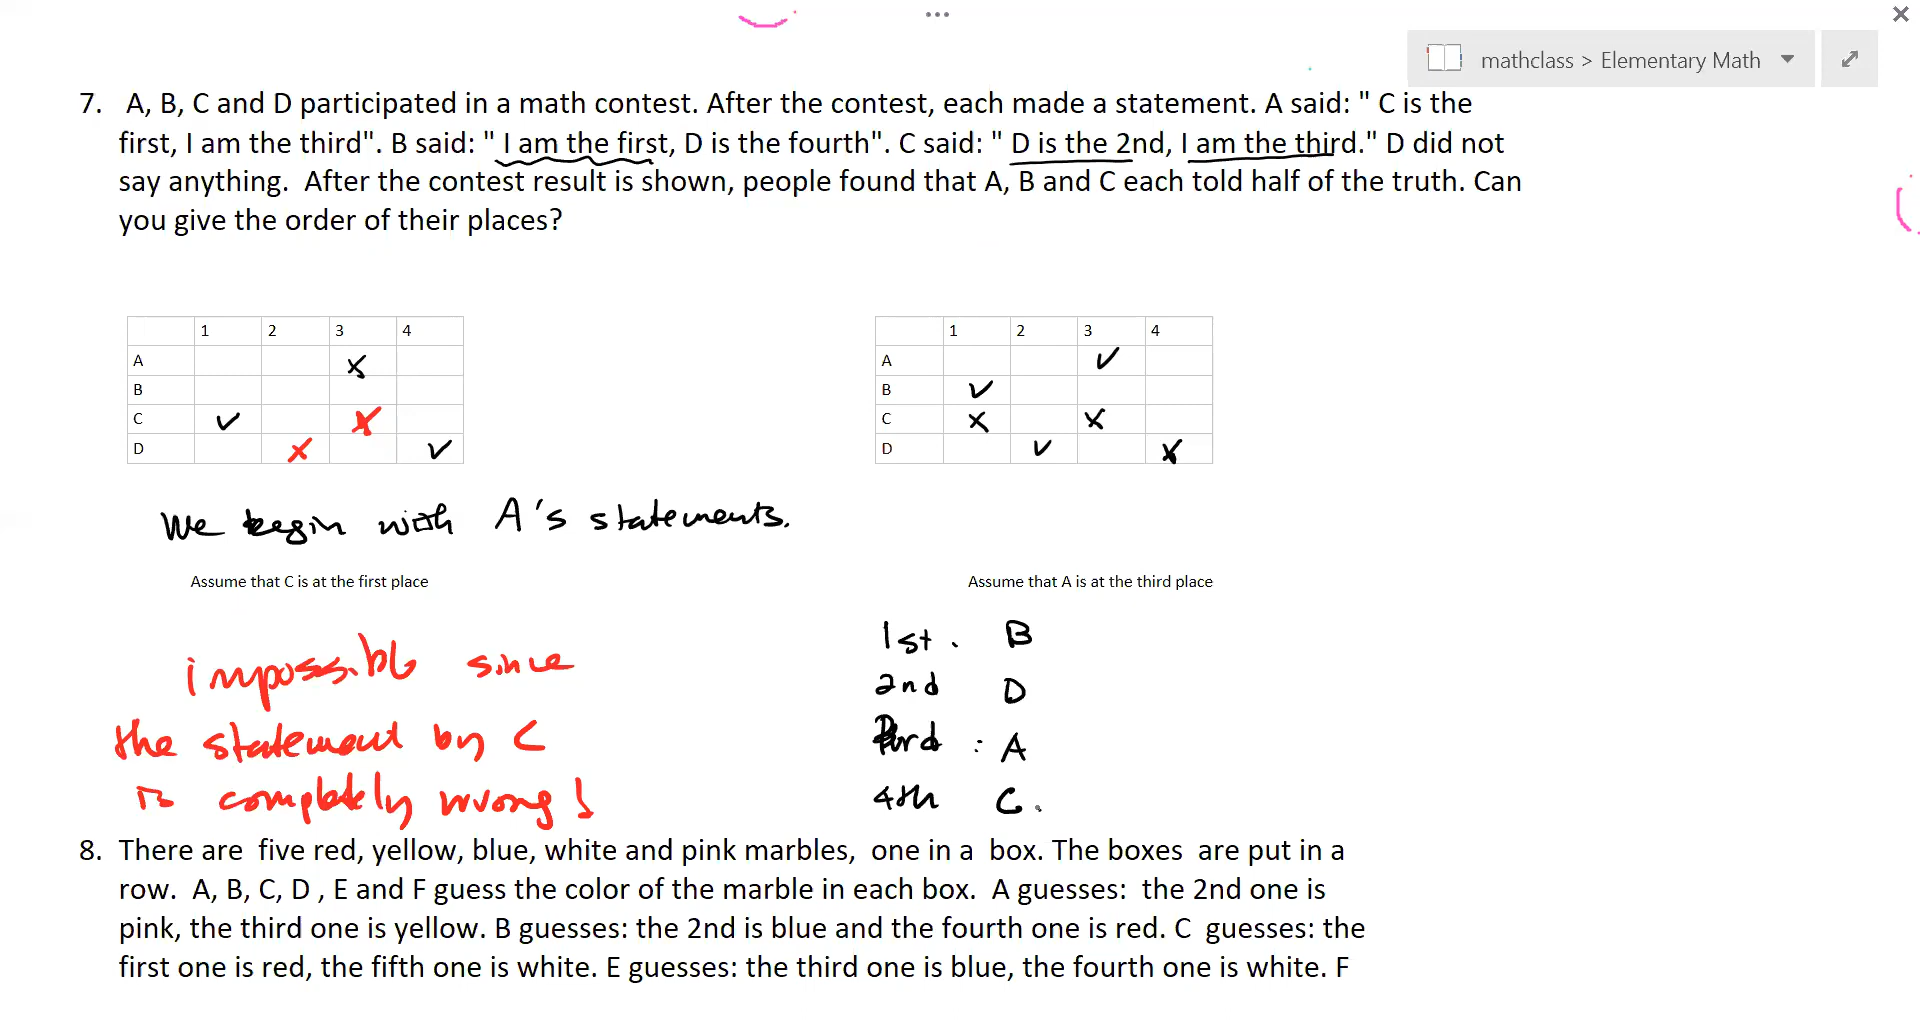 mathclass > Elementary Math
7. A, B, C and D participated in a math contest. After the contest, each made a statement. A said: " C is the
first, I am the third". B said: " I am the first, D is the fourth". C said: " D is the 2nd, I am the third." D did not
say anything. After the contest result is shown, people found that A, B and C each told half of the truth. Can
you give the order of their places?
1 2 3 4
A
B
C
D
1 2 3 4
A
B
C
D
We begin with A's statements.
Assume that C is at the first place
Assume that A is at the third place
impossible since
the statement by C
is completely wrong!
1st. B
2nd D
: A
4th C.
8. There are five red, yellow, blue, white and pink marbles, one in a box. The boxes are put in a
row. A, B, C, D , E and F guess the color of the marble in each box. A guesses: the 2nd one is
pink, the third one is yellow. B guesses: the 2nd is blue and the fourth one is red. C guesses: the
first one is red, the fifth one is white. E guesses: the third one is blue, the fourth one is white. F